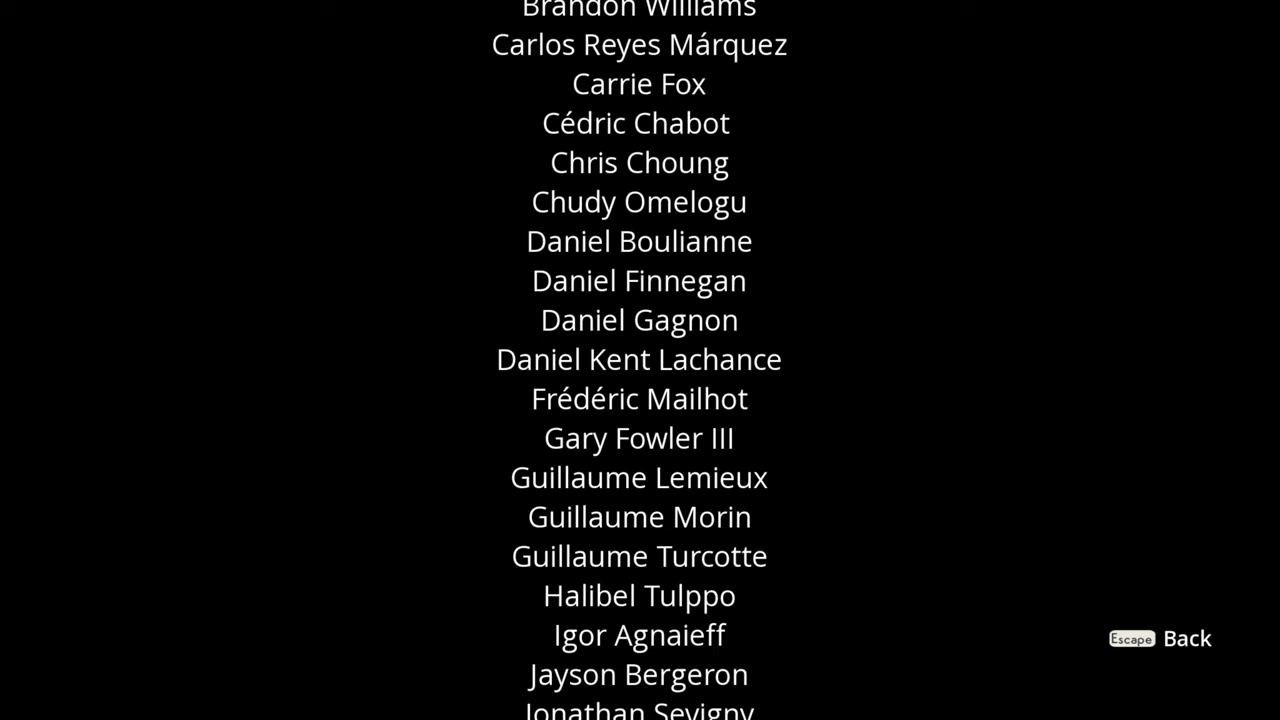 Brandon Williams
Carlos Reyes Márquez
Carrie Fox
Cédric Chabot
Chris Choung
Chudy Omelogu
Daniel Boulianne
Daniel Finnegan
Daniel Gagnon
Daniel Kent Lachance
Frédéric Mailhot
Gary Fowler III
Guillaume Lemieux
Guillaume Morin
Guillaume Turcotte
Halibel Tulppo
Igor Agnaieff
Escape Back
Jayson Bergeron
Jonathan Sevigny